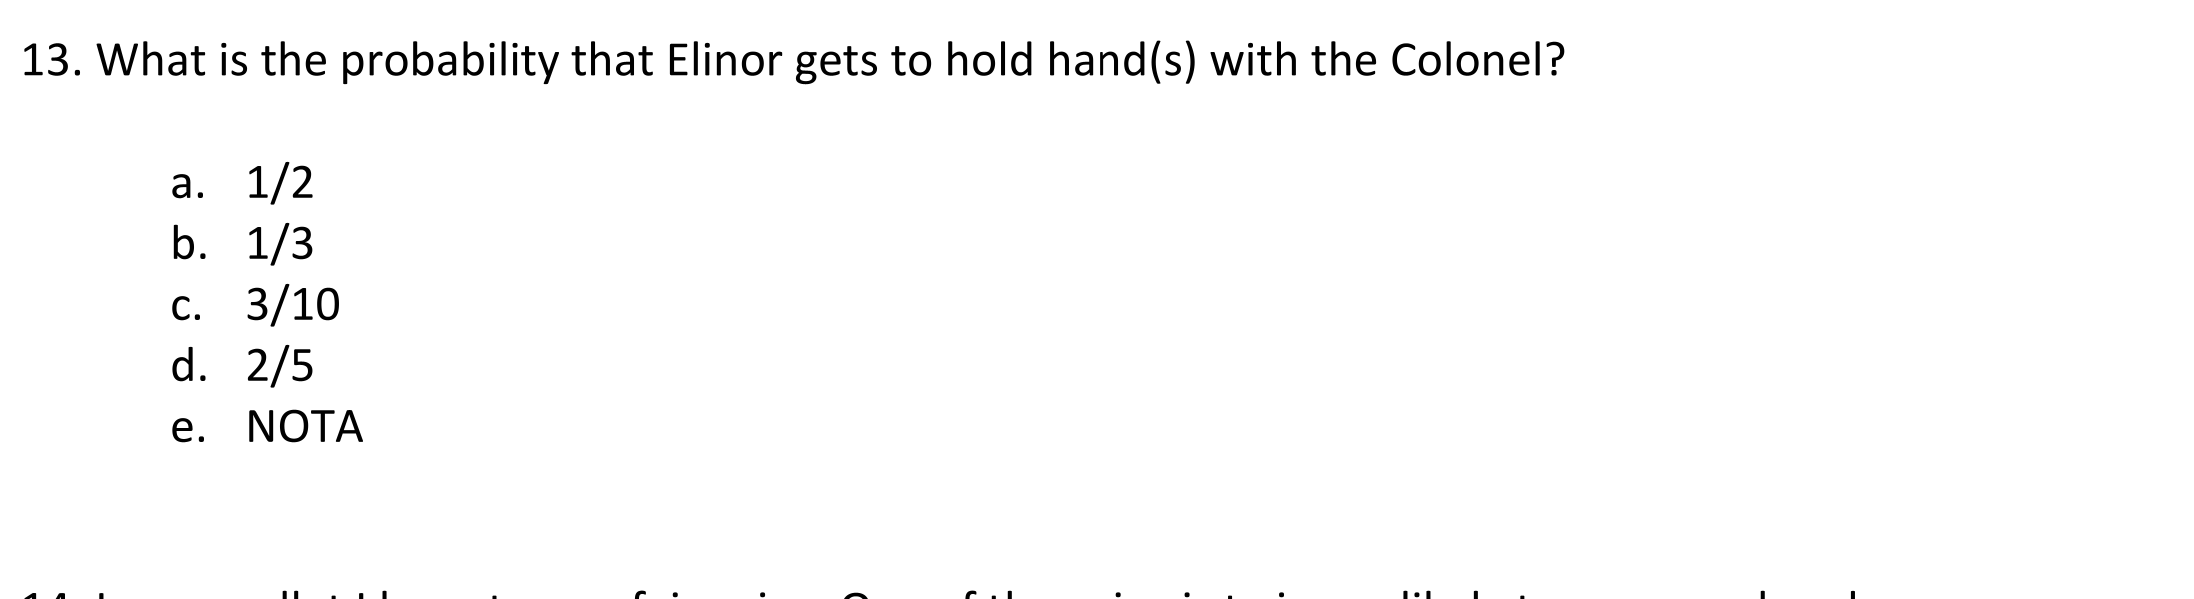 13. What is the probability that Elinor gets to hold hand(s) with the Colonel?
a. 1/2
b. 1/3
c. 3/10
d. 2/5
e. NOTA